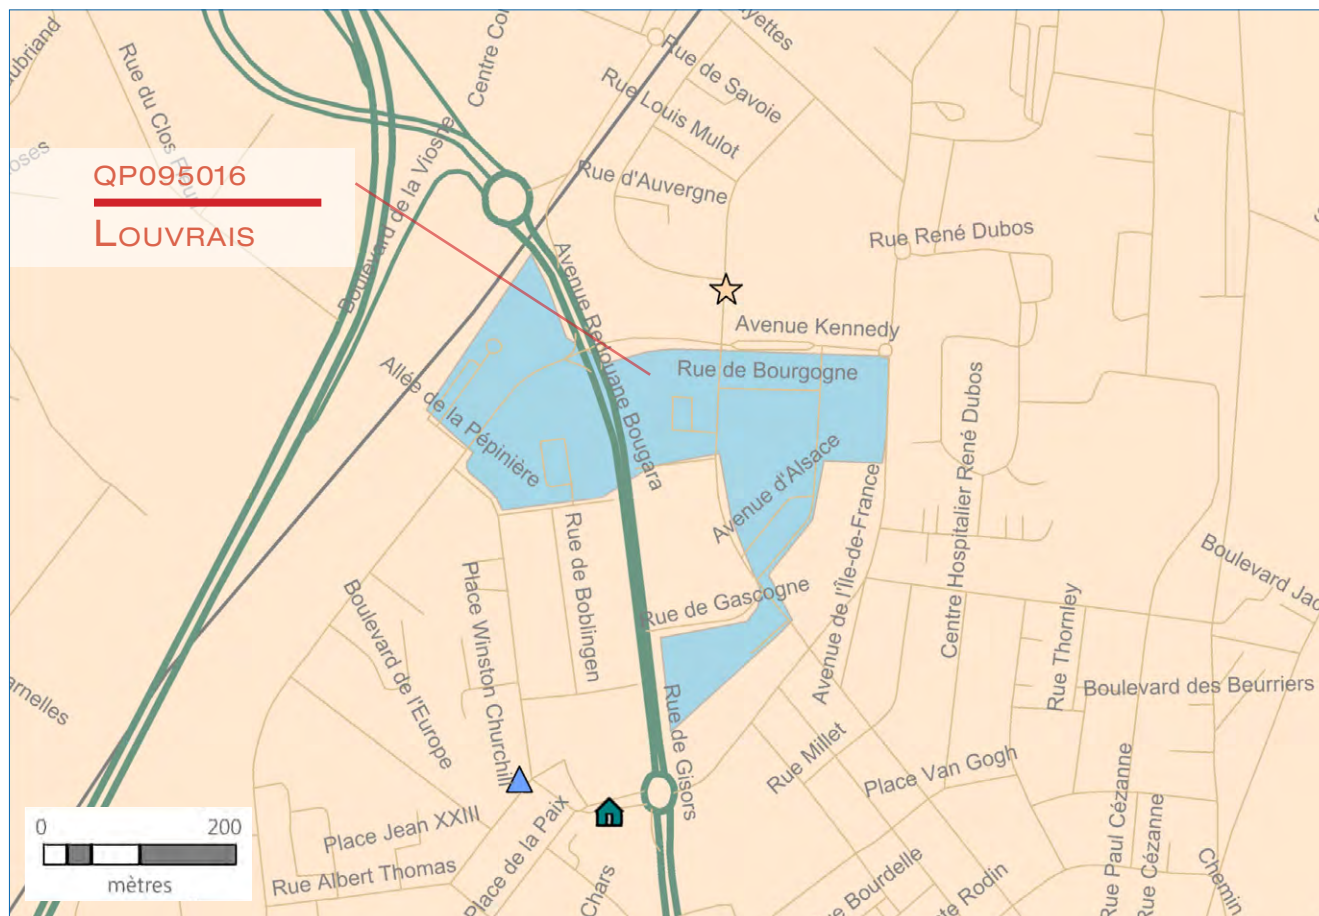 Rue de Savoie
Rue Louis Mulot
Rue du Clos
Boulevard de la Viosne
QP095016
LOUVRAIS
Rue d'Auvergne
Rue René Dubos
Avenue Redouane Bougara
Avenue Kennedy
Rue de Bourgogne
Allée de la Pépinière
Avenue d'Alsace
Avenue de l'Île-de-France
Centre Hospitalier René Dubos
Rue de Boblingen
Place Winston Churchill
Boulevard de l'Europe
Rue de Gascogne
Rue Thornley
Boulevard Jac
Boulevard des Beurriers
Rue de Gisors
Rue Millet
Place Van Gogh
Rue Paul Cézanne
Rue Cézanne
Chemin
Place Jean XXIII
Place de la Paix
Rue Albert Thomas
Chars
Bourdelle
Rodin
0 200
mètres